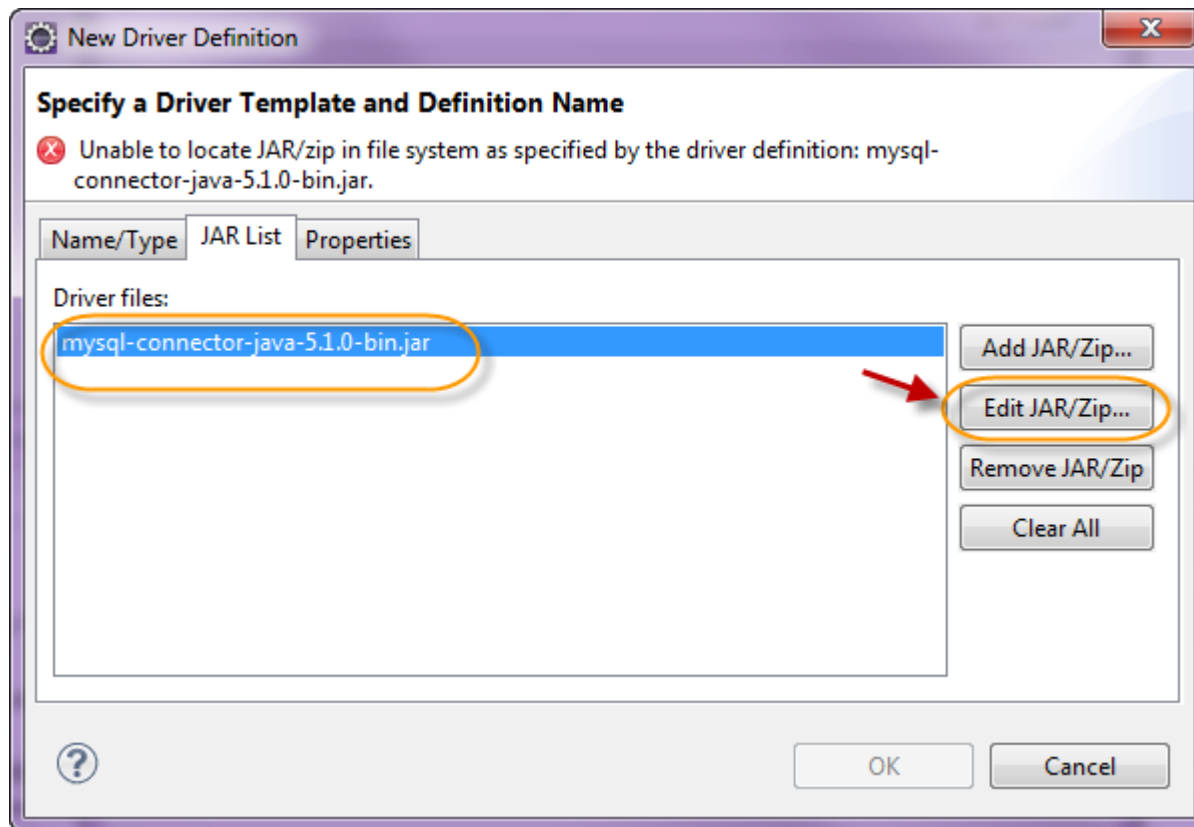 New Driver Definition
X
Specify a Driver Template and Definition Name
Unable to locate JAR/zip in file system as specified by the driver definition: mysql-
connector-java-5.1.0-bin.jar.
Name/Type JAR List Properties
Driver files:
mysql-connector-java-5.1.0-bin.jar
Add JAR/Zip...
Edit JAR/Zip...
Remove JAR/Zip
Clear All
?
OK Cancel